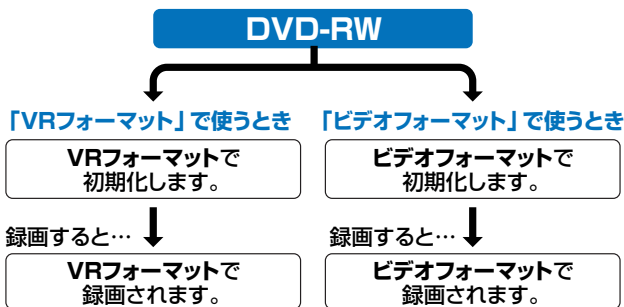 DVD-RW
「VRフォーマット」で使うとき
VRフォーマットで
初期化します。
録画すると…
VRフォーマットで
録画されます。
「ビデオフォーマット」で使うとき
ビデオフォーマットで
初期化します。
録画すると…
ビデオフォーマットで
録画されます。